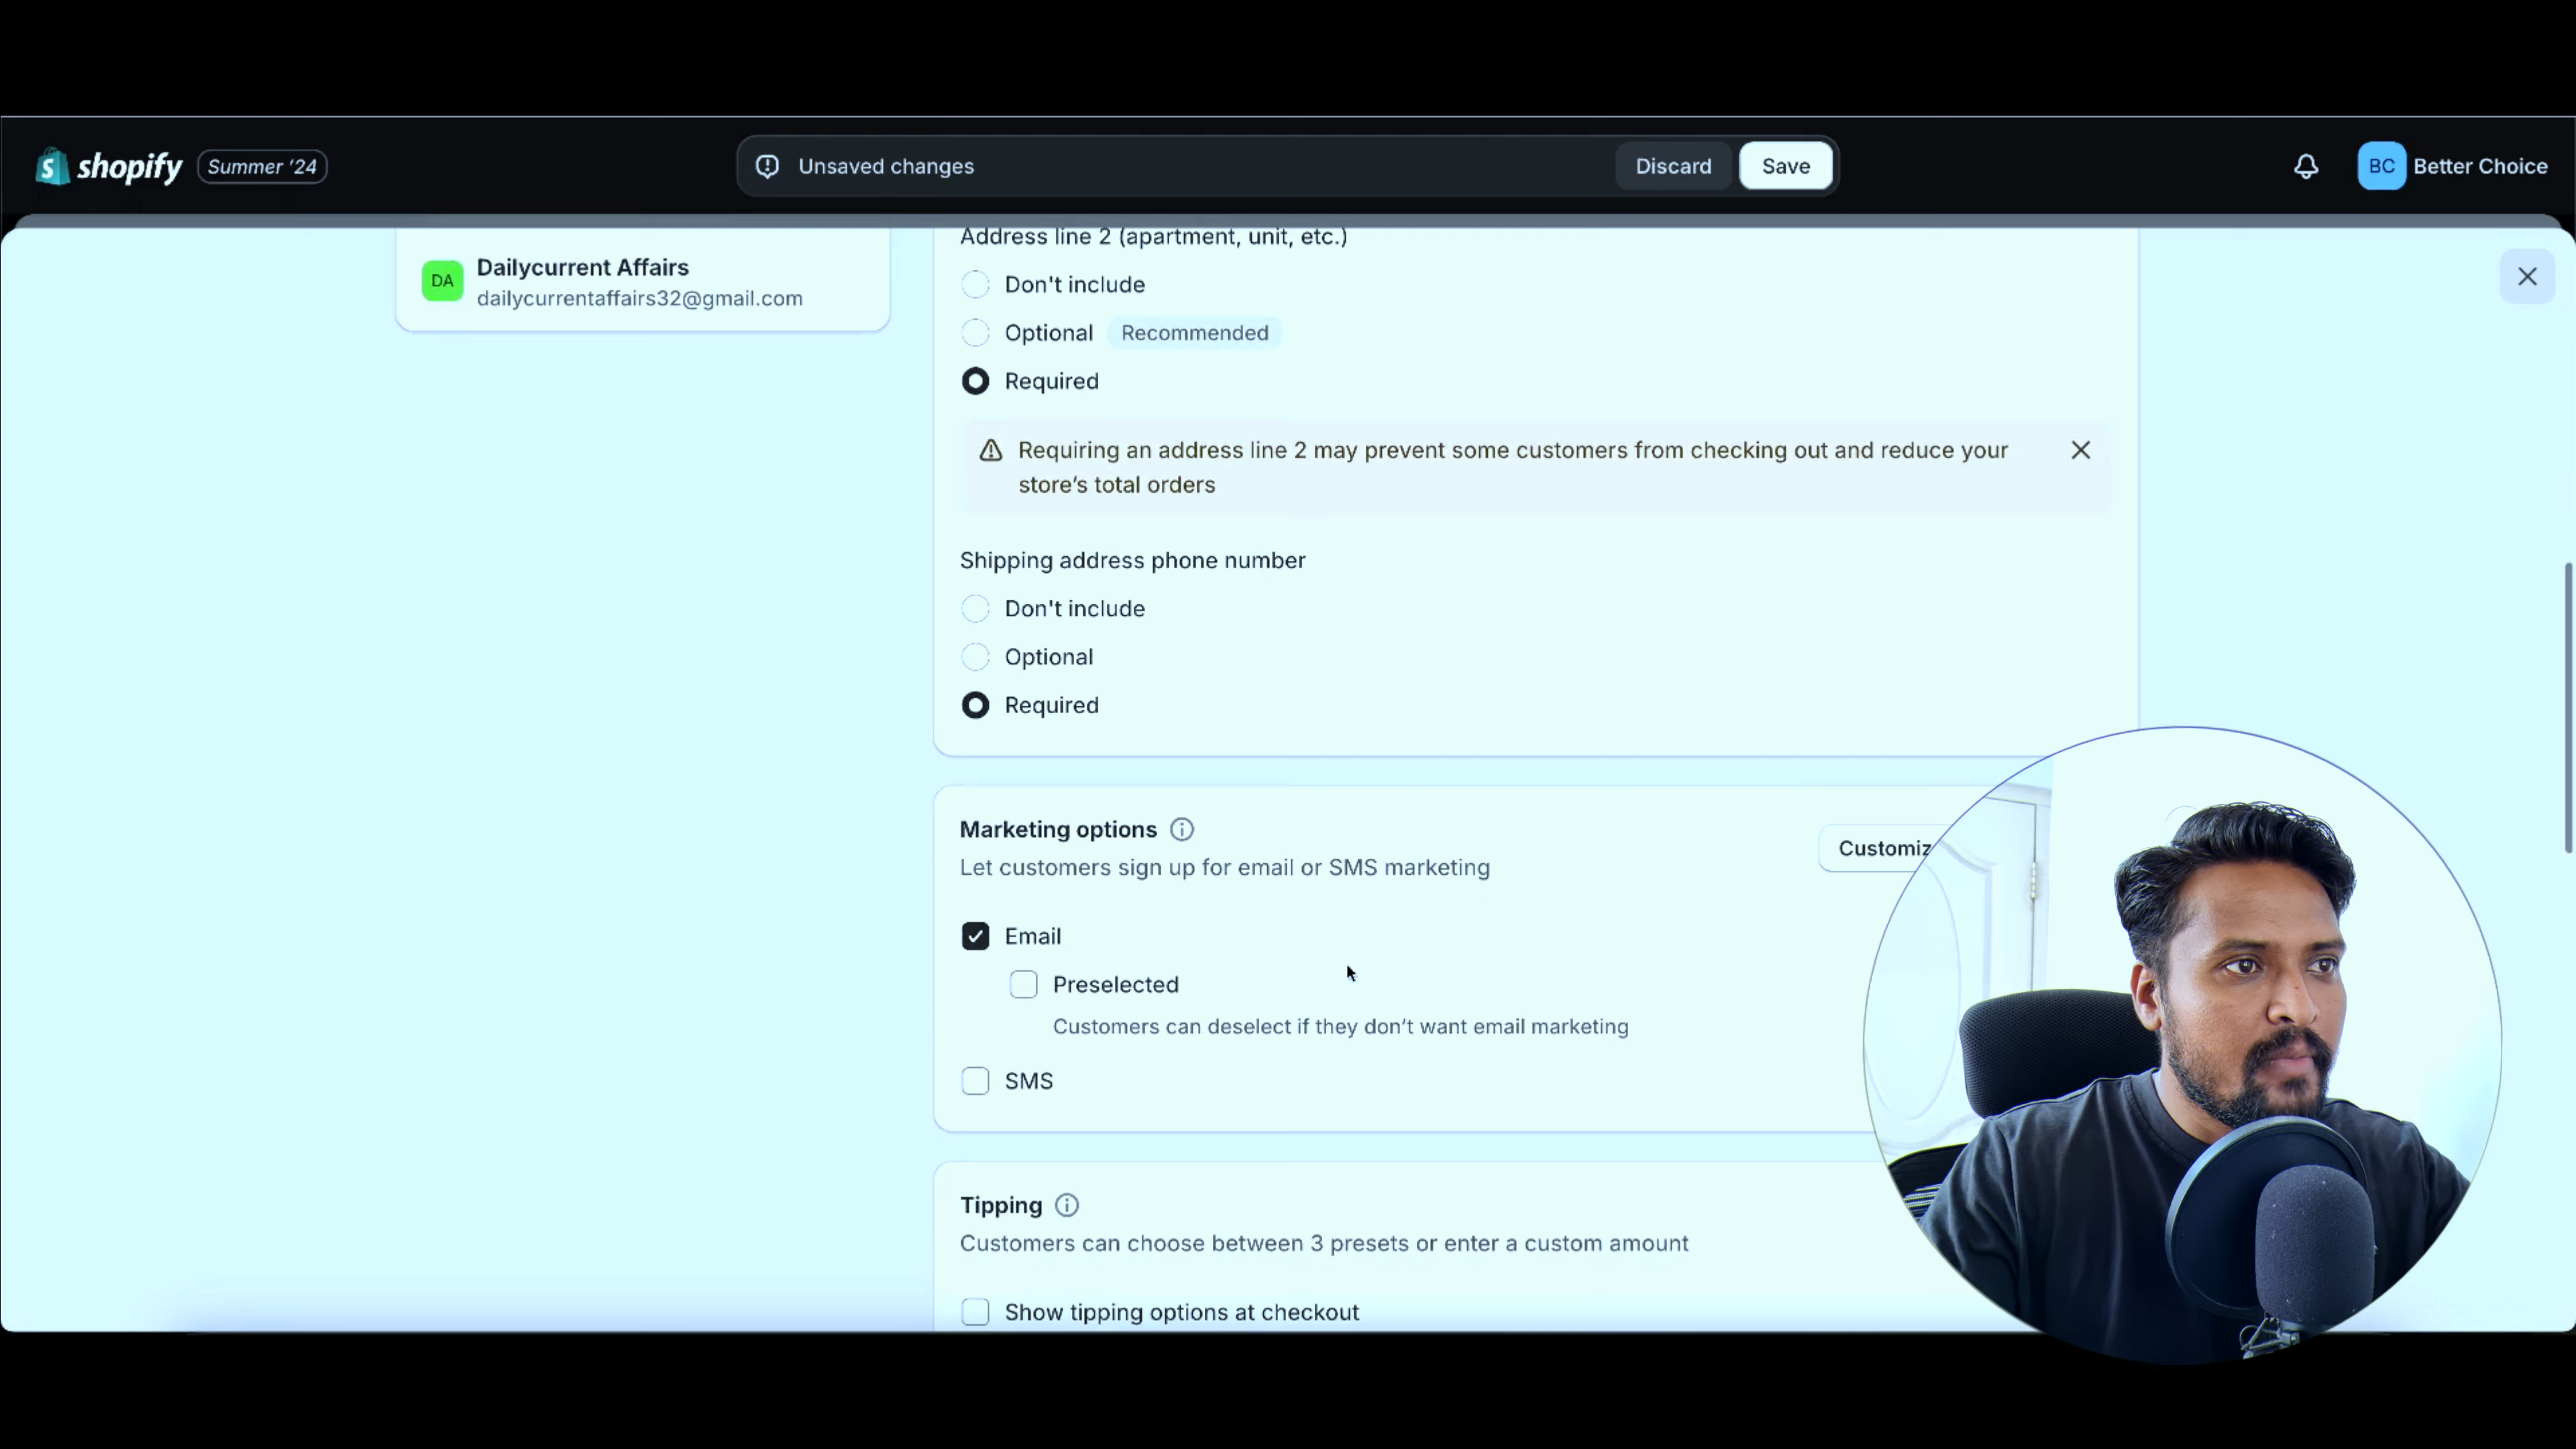 shopify Summer '24 Unsaved changes Discard Save BC Better Choice
DA Dailycurrent Affairs
dailycurrentaffairs32@gmail.com
Address line 2 (apartment, unit, etc.)
Don't include
Optional Recommended
Required
Requiring an address line 2 may prevent some customers from checking out and reduce your
store's total orders
Shipping address phone number
Don't include
Optional
Required
Marketing options
Let customers sign up for email or SMS marketing
Customiz
Email
Preselected
Customers can deselect if they don't want email marketing
SMS
Tipping
Customers can choose between 3 presets or enter a custom amount
Show tipping options at checkout